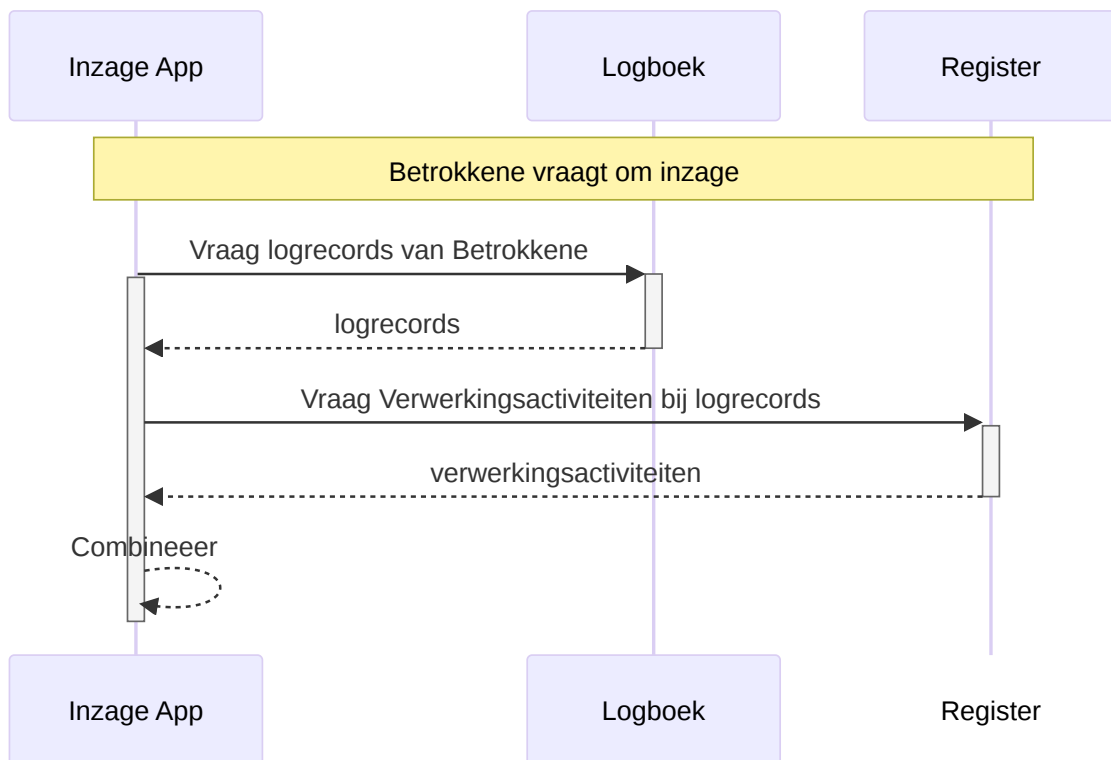 Inzage App
Logboek
Register
Betrokkene vraagt om inzage
Vraag logrecords van Betrokkene
logrecords
Vraag Verwerkingsactiviteiten bij logrecords
verwerkingsactiviteiten
Combineeer
Inzage App
Logboek
Register